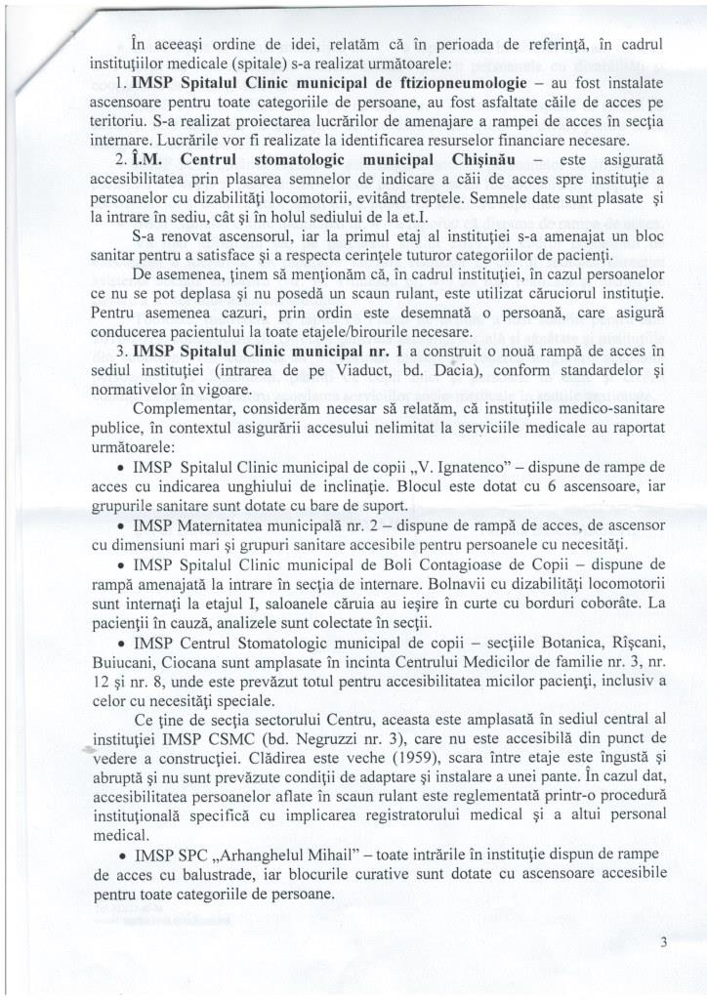 În aceeaşi ordine de idei, relatăm că în perioada de referinţă, în cadrul
instituţiilor medicale (spitale) s-a realizat următoarele:
1. IMSP Spitalul Clinic municipal de ftiziopneumologie – au fost instalate
ascensoare pentru toate categoriile de persoane, au fost asfaltate căile de acces pe
teritoriu. S-a realizat proiectarea lucrărilor de amenajare a rampei de acces în secţia
internare. Lucrările vor fi realizate la identificarea resurselor financiare necesare.
2. Î.M. Centrul stomatologic municipal Chişinău – este asigurată
accesibilitatea prin plasarea semnelor de indicare a căii de acces spre instituţie a
persoanelor cu dizabilităţi locomotorii, evitând treptele. Semnele date sunt plasate şi
la intrare în sediu, cât şi în holul sediului de la et.I.
S-a renovat ascensorul, iar la primul etaj al instituţiei s-a amenajat un bloc
sanitar pentru a satisface şi a respecta cerinţele tuturor categoriilor de pacienţi.
De asemenea, ţinem să menţionăm că, în cadrul instituţiei, în cazul persoanelor
ce nu se pot deplasa şi nu posedă un scaun rulant, este utilizat căruciorul instituţie.
Pentru asemenea cazuri, prin ordin este desemnată o persoană, care asigură
conducerea pacientului la toate etajele/birourile necesare.
3. IMSP Spitalul Clinic municipal nr. 1 a construit o nouă rampă de acces în
sediul instituţiei (intrarea de pe Viaduct, bd. Dacia), conform standardelor şi
normativelor în vigoare.
Complementar, considerăm necesar să relatăm, că instituţiile medico-sanitare
publice, în contextul asigurării accesului nelimitat la serviciile medicale au raportat
următoarele:
• IMSP Spitalul Clinic municipal de copii „V. Ignatenco” – dispune de rampe de
acces cu indicarea unghiului de inclinaţie. Blocul este dotat cu 6 ascensoare, iar
grupurile sanitare sunt dotate cu bare de suport.
• IMSP Maternitatea municipală nr. 2 – dispune de rampă de acces, de ascensor
cu dimensiuni mari şi grupuri sanitare accesibile pentru persoanele cu necesităţi.
• IMSP Spitalul Clinic municipal de Boli Contagioase de Copii – dispune de
rampă amenajată la intrare în secţia de internare. Bolnavii cu dizabilităţi locomotorii
sunt internaţi la etajul I, saloanele căruia au ieşire în curte cu borduri coborâte. La
pacienţii în cauză, analizele sunt colectate în secţii.
• IMSP Centrul Stomatologic municipal de copii – secţiile Botanica, Rîşcani,
Buiucani, Ciocana sunt amplasate în incinta Centrului Medicilor de familie nr. 3, nr.
12 şi nr. 8, unde este prevăzut totul pentru accesibilitatea micilor pacienţi, inclusiv a
celor cu necesităţi speciale.
Ce ţine de secţia sectorului Centru, aceasta este amplasată în sediul central al
instituţiei IMSP CSMC (bd. Negruzzi nr. 3), care nu este accesibilă din punct de
vedere a construcţiei. Clădirea este veche (1959), scara între etaje este îngustă şi
abruptă şi nu sunt prevăzute condiţii de adaptare şi instalare a unei pante. În cazul dat,
accesibilitatea persoanelor aflate în scaun rulant este reglementată printr-o procedură
instituţională specifică cu implicarea registratorului medical şi a altui personal
medical.
• IMSP SPC „Arhanghelul Mihail” – toate intrările în instituţie dispun de rampe
de acces cu balustrade, iar blocurile curative sunt dotate cu ascensoare accesibile
pentru toate categoriile de persoane.
3